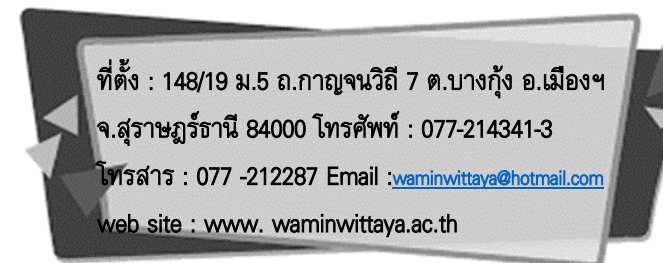 ที่ตั้ง : 148/19 ม.5 ถ.กาญจนวิถี 7 ต.บางกุ้ง อ.เมืองฯ
จ.สุราษฎร์ธานี 84000 โทรศัพท์ : 077-214341-3
โทรสาร : 077 -212287 Email :waminwittaya@hotmail.com
web site : www. waminwittaya.ac.th